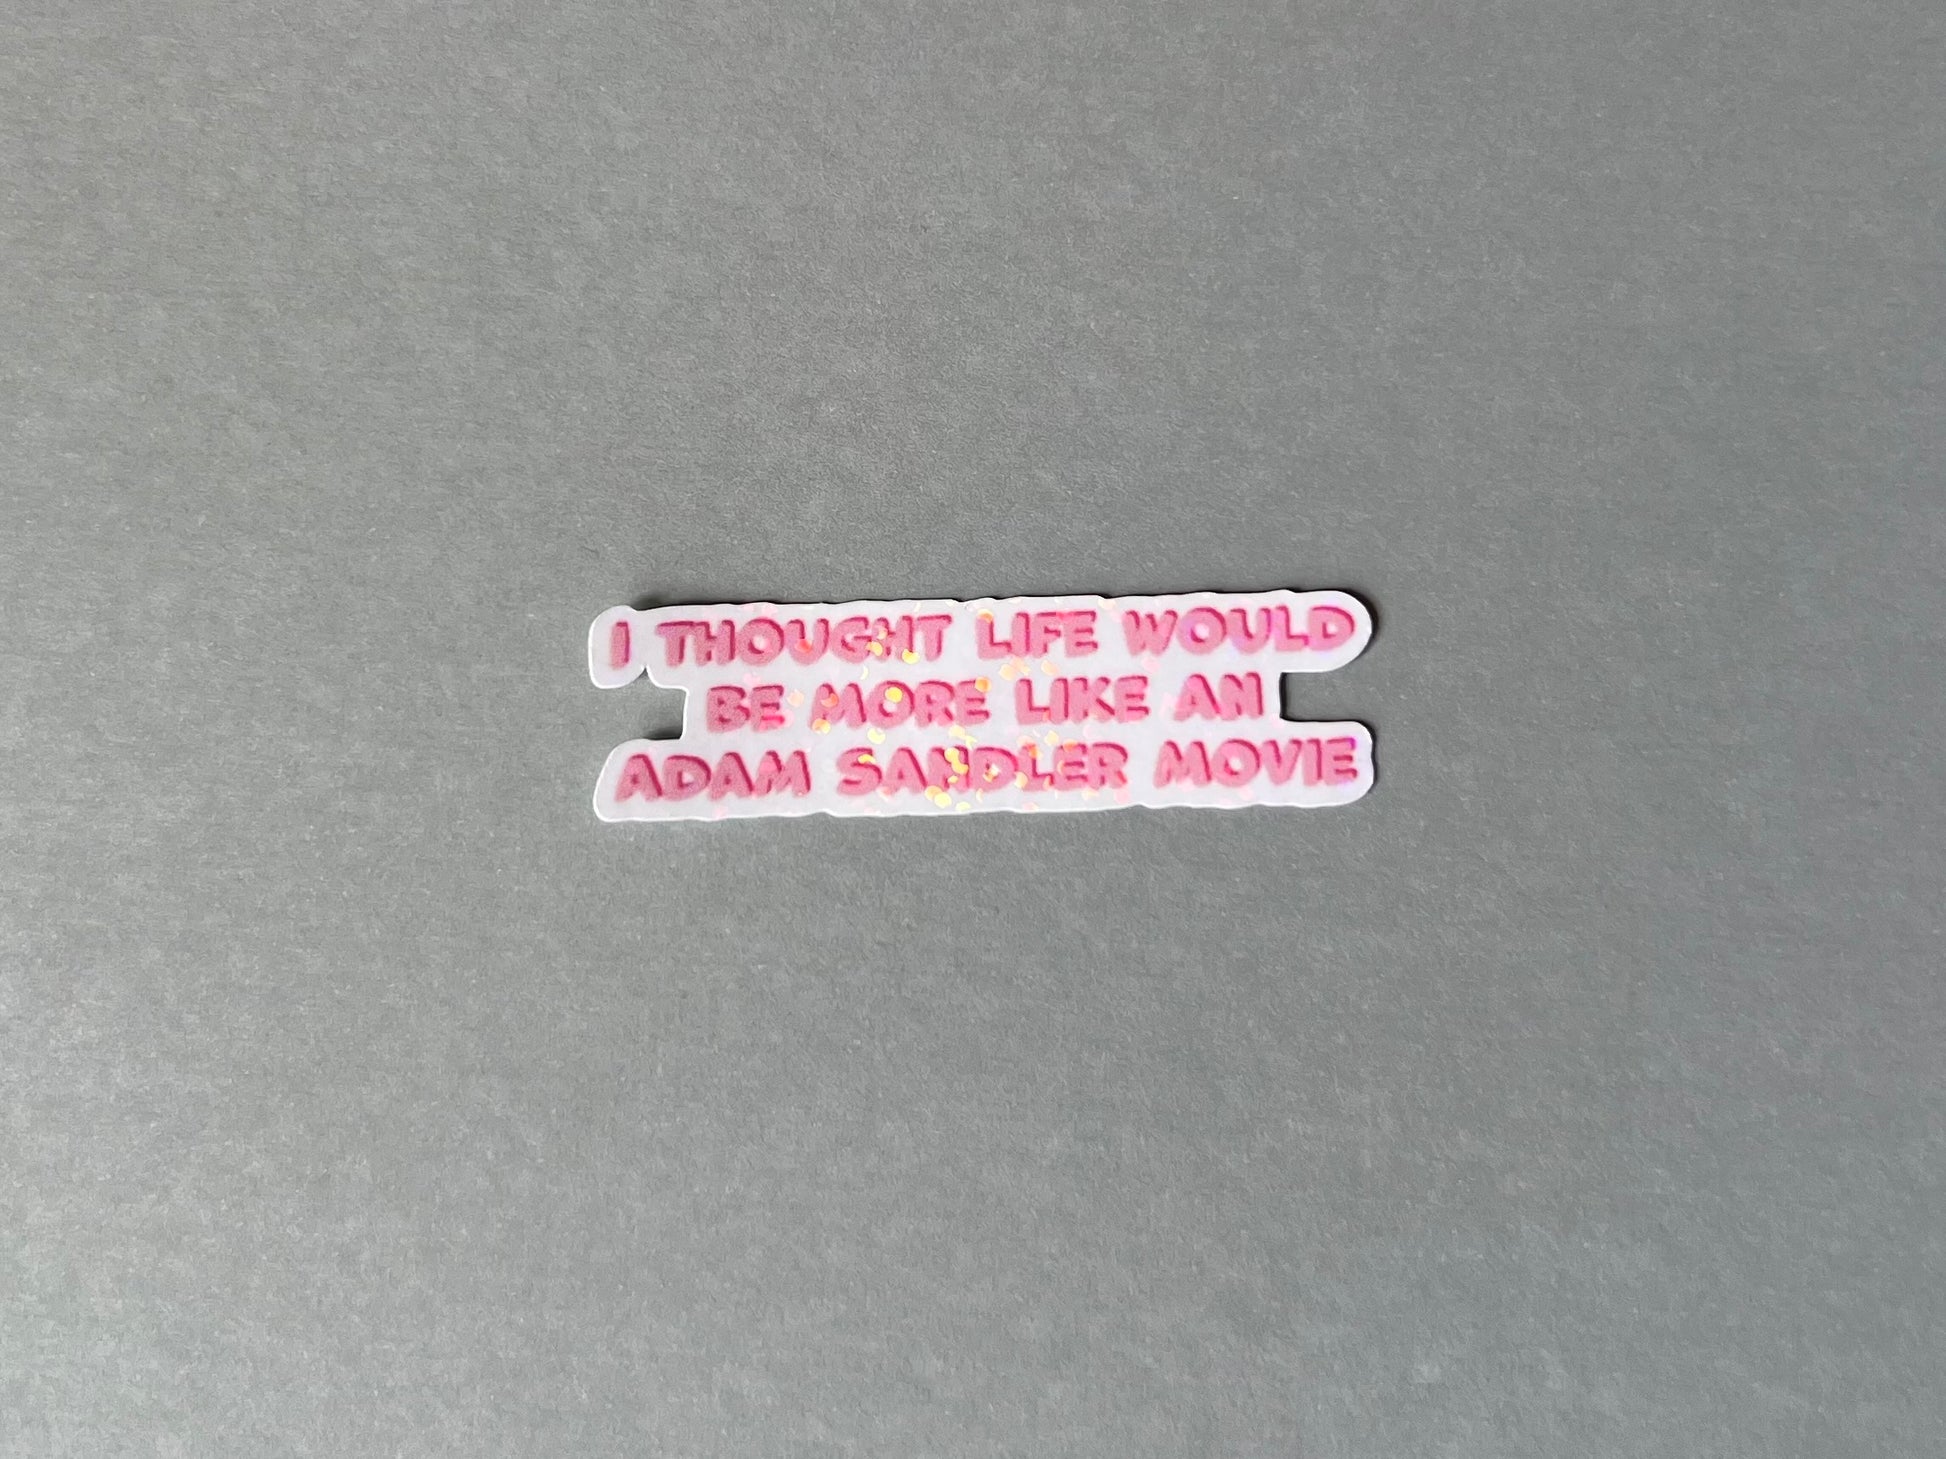 I THOUGHT LIFE WOULD
BE MORE LIKE AN
ADAM SANDLER MOVIE